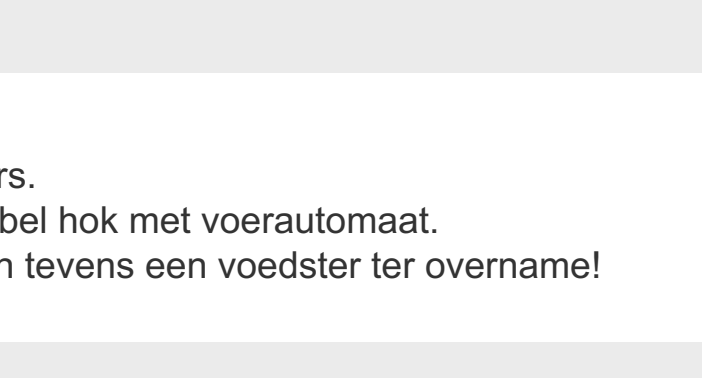 rs.
bel hok met voerautomaat.
n tevens een voedster ter overname!